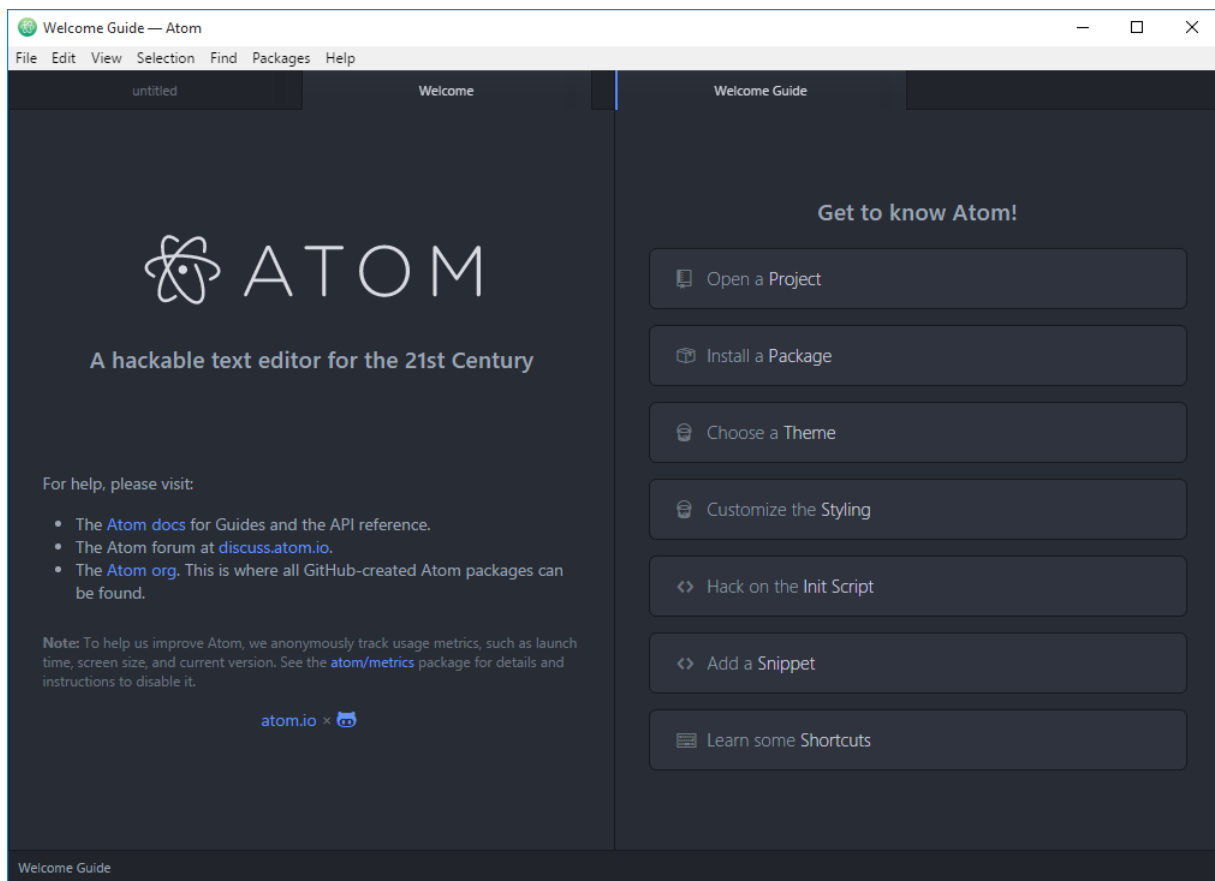 Welcome Guide — Atom
File Edit View Selection Find Packages Help
untitled
Welcome
Welcome Guide
ATOM
A hackable text editor for the 21st Century
For help, please visit:
• The Atom docs for Guides and the API reference.
• The Atom forum at discuss.atom.io.
• The Atom org. This is where all GitHub-created Atom packages can
be found.
Note: To help us improve Atom, we anonymously track usage metrics, such as launch
time, screen size, and current version. See the atom/metrics package for details and
instructions to disable it.
atom.io ×
Get to know Atom!
Open a Project
Install a Package
Choose a Theme
Customize the Styling
Hack on the Init Script
Add a Snippet
Learn some Shortcuts
Welcome Guide